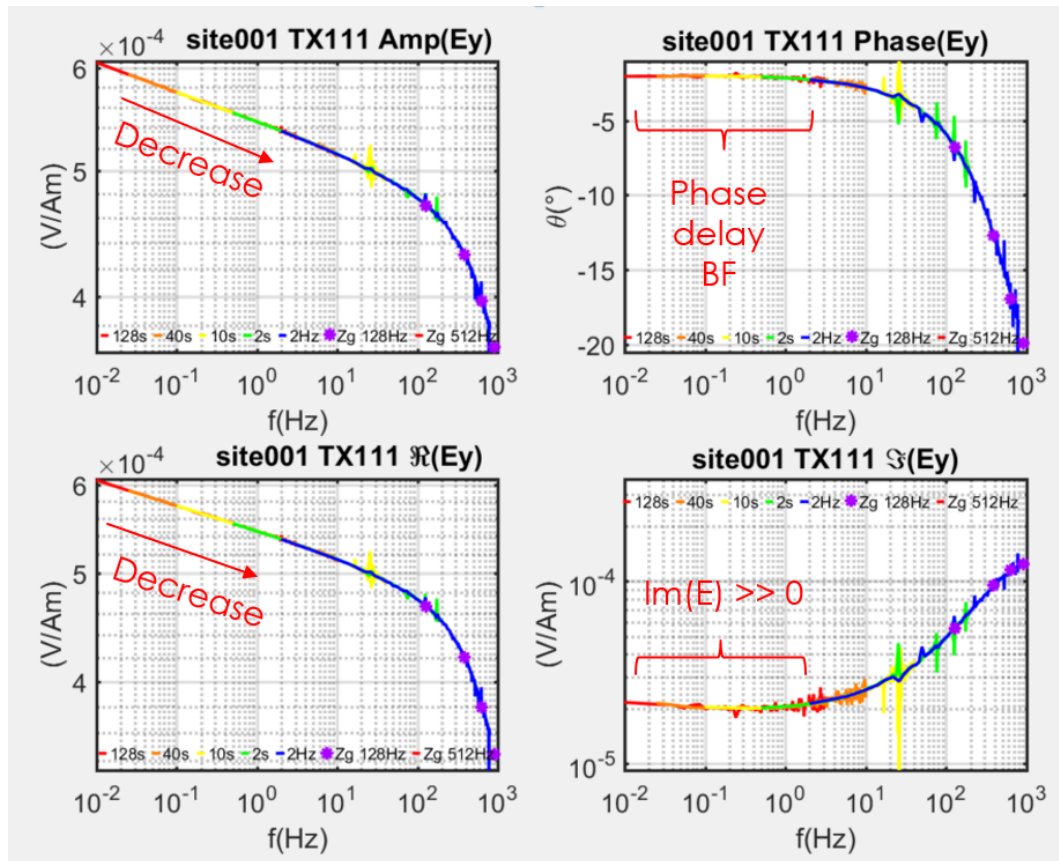 site001 TX111 Amp(Ey)
×10⁻⁴
6
5
4
(V/Am)
Decrease
128s 40s 10s 2s 2Hz Zg 128Hz Zg 512Hz
10⁻² 10⁻¹ 10⁰ 10¹ 10² 10³
f(Hz)
site001 TX111 Phase(Ey)
-5
-10
-15
-20
θ(°)
Phase
delay
BF
128s 40s 10s 2s 2Hz Zg 128Hz Zg 512Hz
10⁻² 10⁻¹ 10⁰ 10¹ 10² 10³
f(Hz)
site001 TX111 ℜ(Ey)
×10⁻⁴
6
5
4
(V/Am)
Decrease
128s 40s 10s 2s 2Hz Zg 128Hz Zg 512Hz
10⁻² 10⁻¹ 10⁰ 10¹ 10² 10³
f(Hz)
site001 TX111 ℑ(Ey)
128s 40s 10s 2s 2Hz Zg 128Hz Zg 512Hz
10⁻⁴
10⁻⁵
(V/Am)
Im(E) >> 0
10⁻² 10⁻¹ 10⁰ 10¹ 10² 10³
f(Hz)